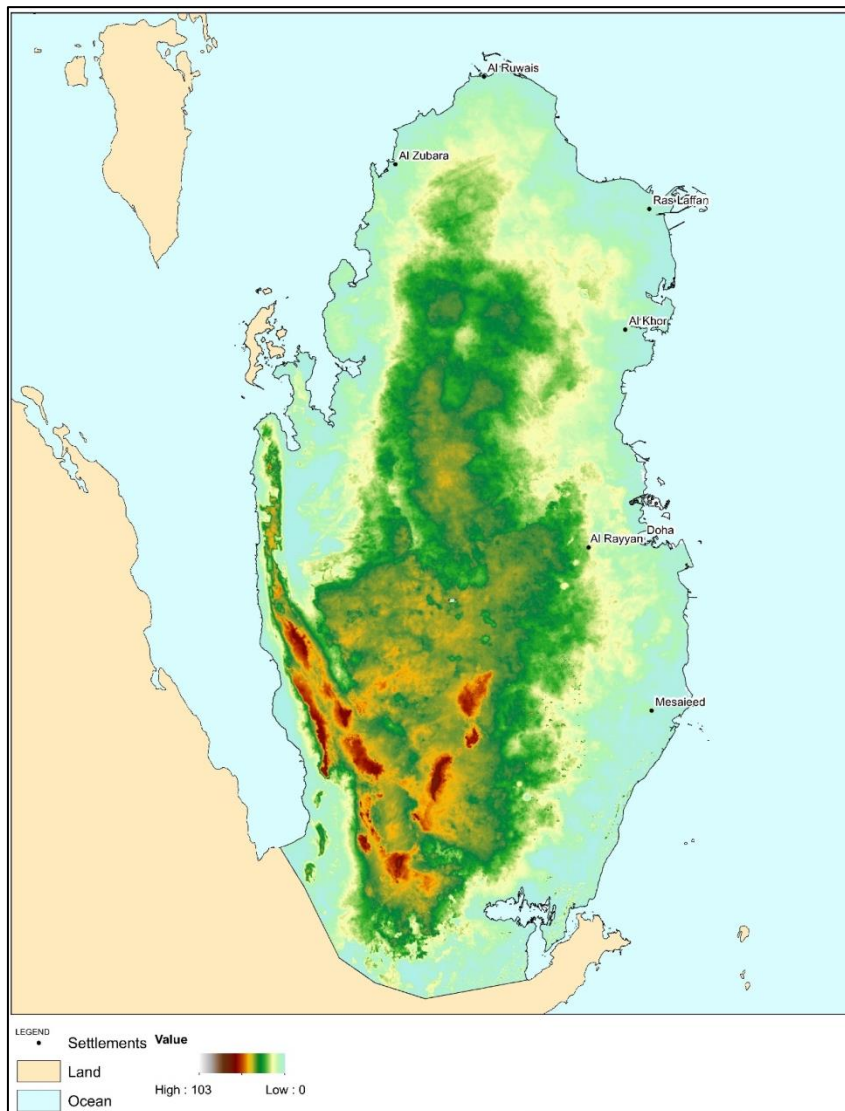 Al Ruwais
Al Zubara
Ras Laffan
Al Khor
Doha
Al Rayyan
Mesaieed
LEGEND
Settlements
Value
Land
High : 103 Low : 0
Ocean